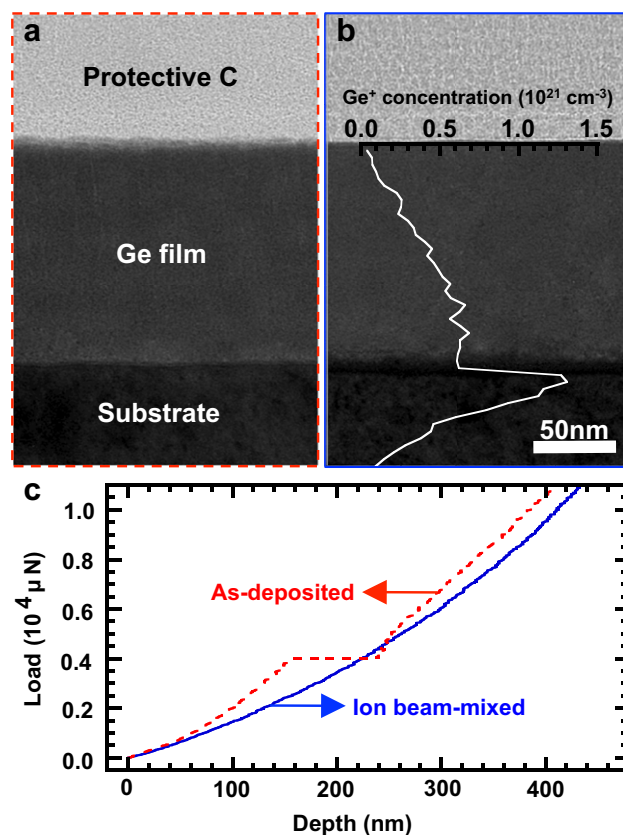 a
Protective C
Ge film
Substrate
b
Ge⁺ concentration (10²¹ cm⁻³)
0.0 0.5 1.0 1.5
50nm
c
1.0
0.8
0.6
0.4
0.2
0.0
Load (10⁴ μ N)
As-deposited
Ion beam-mixed
0 100 200 300 400
Depth (nm)